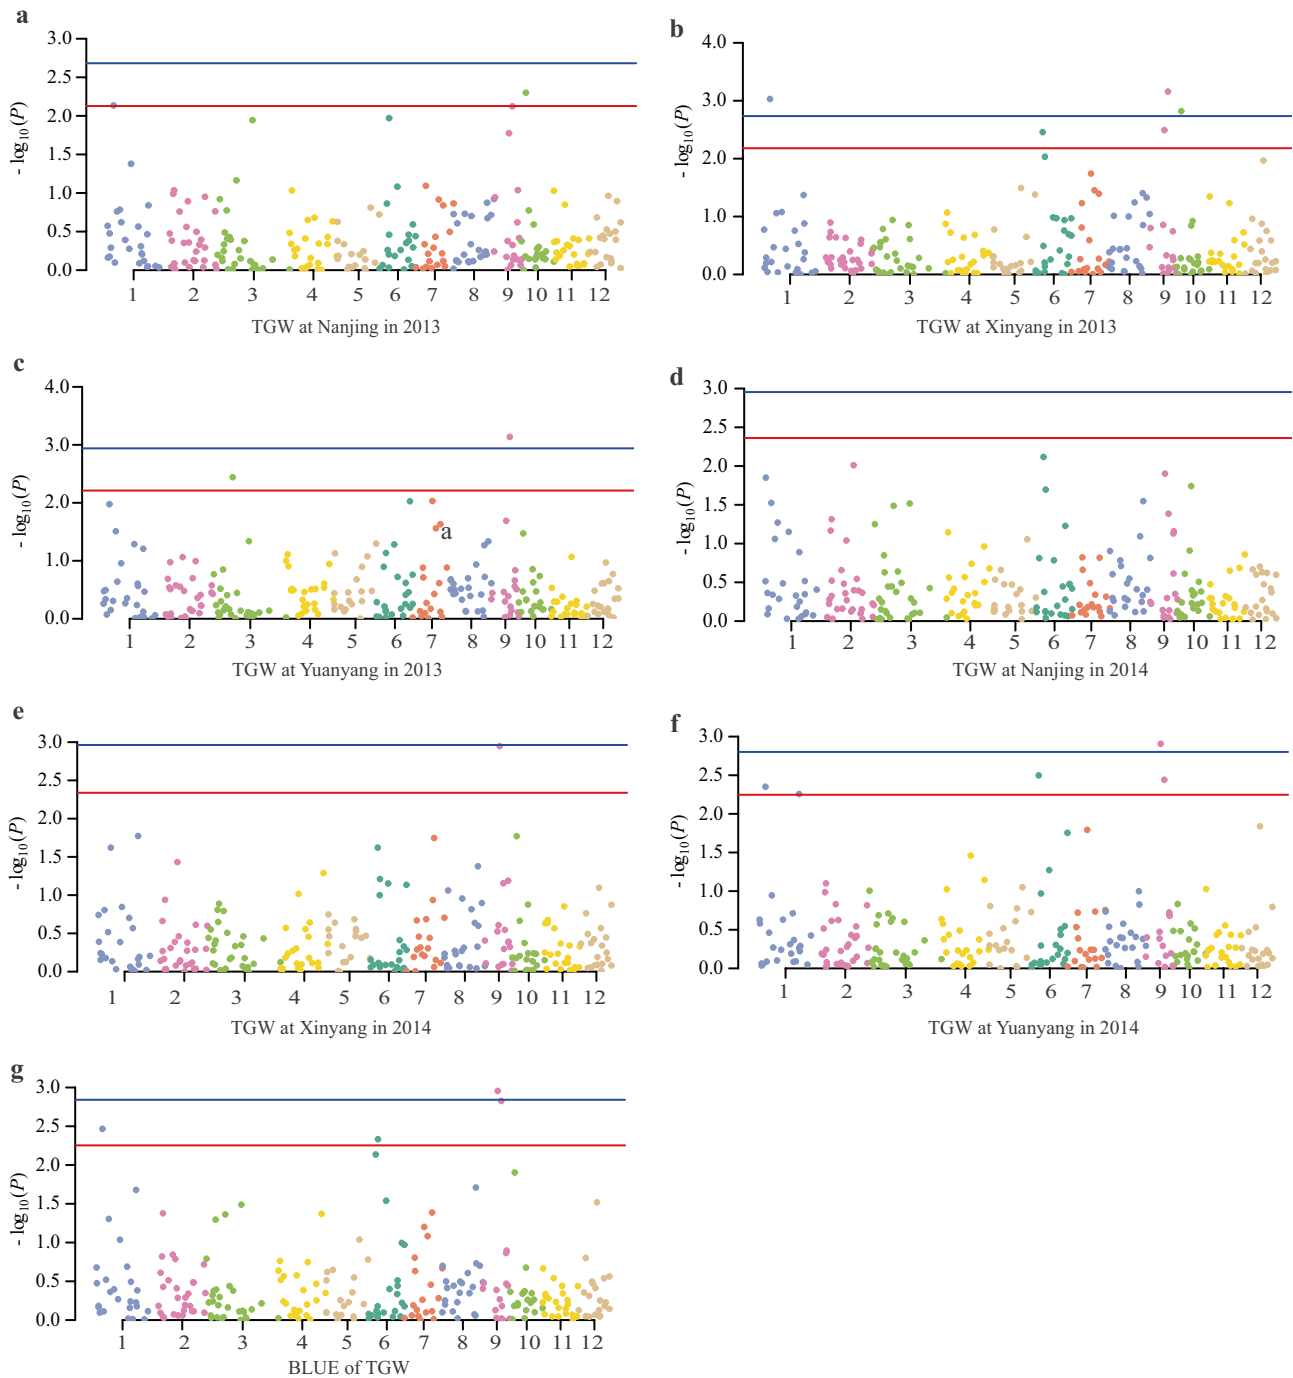 a
3.0
2.5
2.0
1.5
1.0
0.5
0.0
- log10(P)
1 2 3 4 5 6 7 8 9 10 11 12
TGW at Nanjing in 2013
b
4.0
3.0
2.0
1.0
0.0
- log10(P)
1 2 3 4 5 6 7 8 9 10 11 12
TGW at Xinyang in 2013
c
4.0
3.0
2.0
1.0
0.0
- log10(P)
a
1 2 3 4 5 6 7 8 9 10 11 12
TGW at Yuanyang in 2013
d
3.0
2.5
2.0
1.5
1.0
0.5
0.0
- log10(P)
1 2 3 4 5 6 7 8 9 10 11 12
TGW at Nanjing in 2014
e
3.0
2.5
2.0
1.5
1.0
0.5
0.0
- log10(P)
1 2 3 4 5 6 7 8 9 10 11 12
TGW at Xinyang in 2014
f
3.0
2.5
2.0
1.5
1.0
0.5
0.0
- log10(P)
1 2 3 4 5 6 7 8 9 10 11 12
TGW at Yuanyang in 2014
g
3.0
2.5
2.0
1.5
1.0
0.5
0.0
- log10(P)
1 2 3 4 5 6 7 8 9 10 11 12
BLUE of TGW